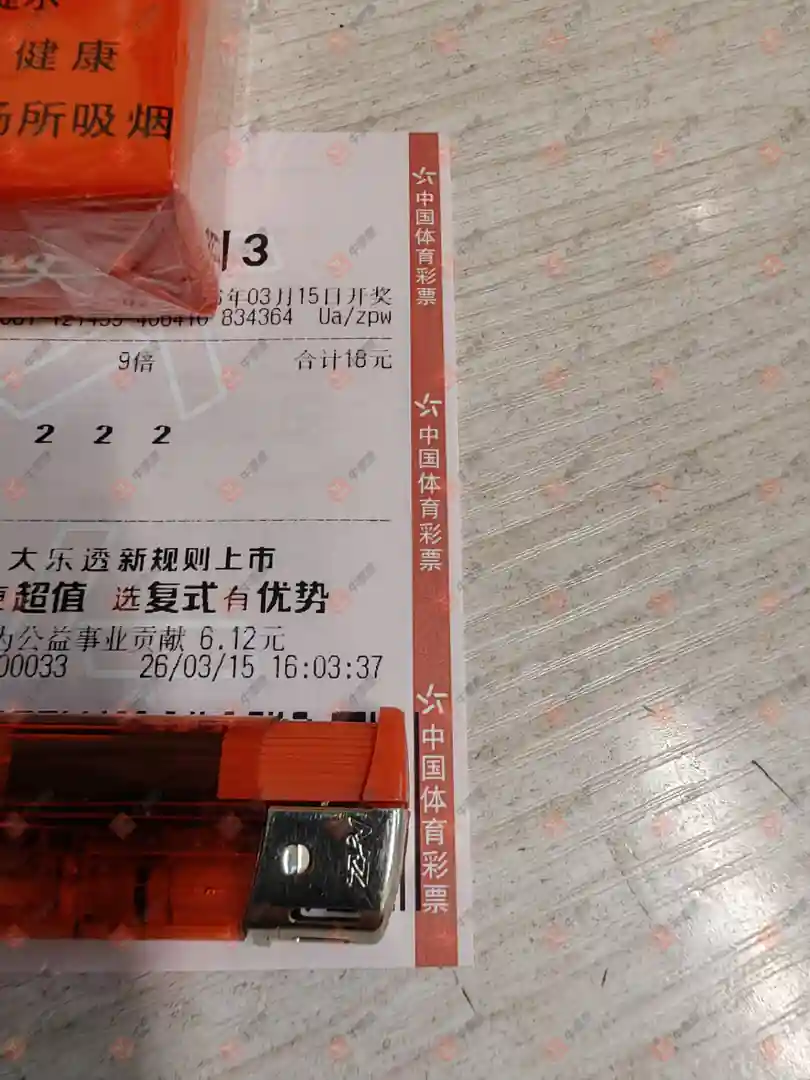 健康
所吸烟
3
年03月15日开奖
834364 Ua/zpw
9倍 合计18元
2 2 2
大乐透新规则上市
超值 选复式有优势
为公益事业贡献 6.12元
00033 26/03/15 16:03:37
中国体育彩票
中国体育彩票
中国体育彩票